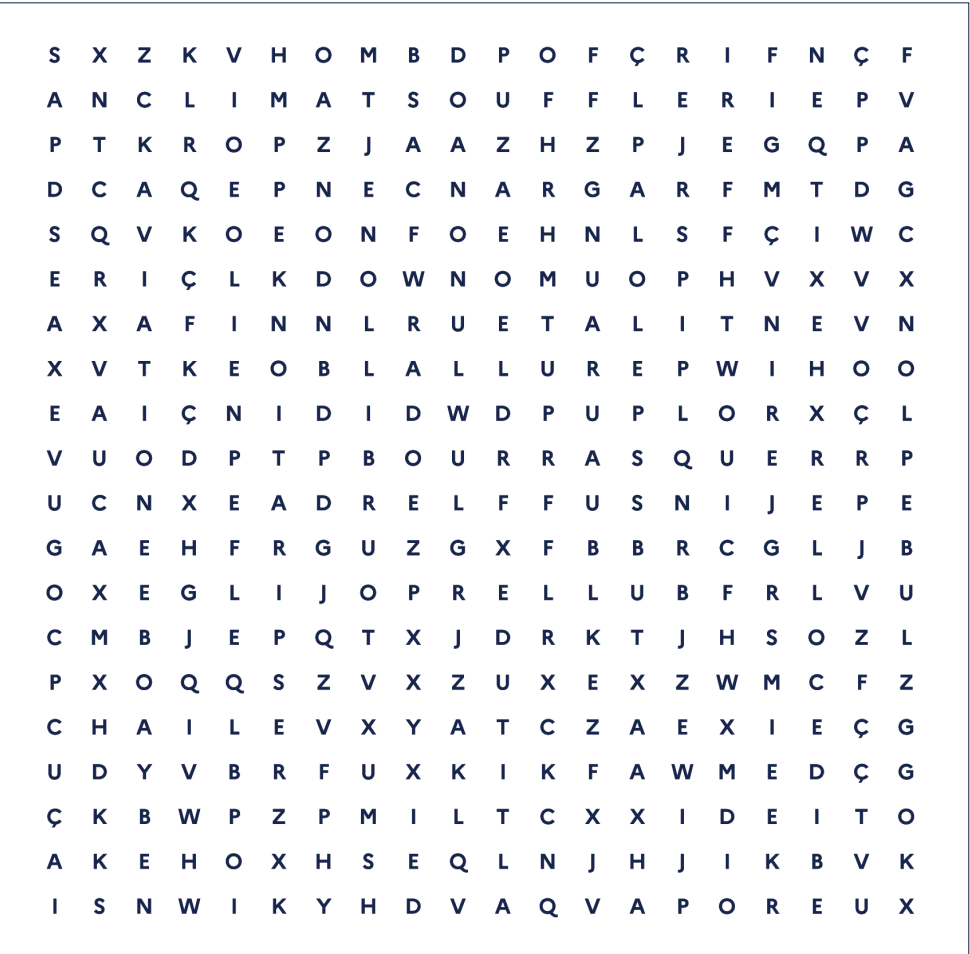 S X Z K V H O M B D P O F Ç R I F N Ç F
A N C L I M A T S O U F F L E R I E P V
P T K R O P Z J A A Z H Z P J E G Q P A
D C A Q E P N E C N A R G A R F M T D G
S Q V K O E O N F O E H N L S F Ç I W C
E R I Ç L K D O W N O M U O P H V X V X
A X A F I N N L R U E T A L I T N E V N
X V T K E O B L A L L U R E P W I H O O
E A I Ç N I D I D W D P U P L O R X Ç L
V U O D P T P B O U R R A S Q U E R R P
U C N X E A D R E L F F U S N I J E P E
G A E H F R G U Z G X F B B R C G L J B
O X E G L I J O P R E L L U B F R L V U
C M B J E P Q T X J D R K T J H S O Z L
P X O Q Q S Z V X Z U X E X Z W M C F Z
C H A I L E V X Y A T C Z A E X I E Ç G
U D Y V B R F U X K I K F A W M E D Ç G
Ç K B W P Z P M I L T C X X I D E I T O
A K E H O X H S E Q L N J H J I K B V K
I S N W I K Y H D V A Q V A P O R E U X